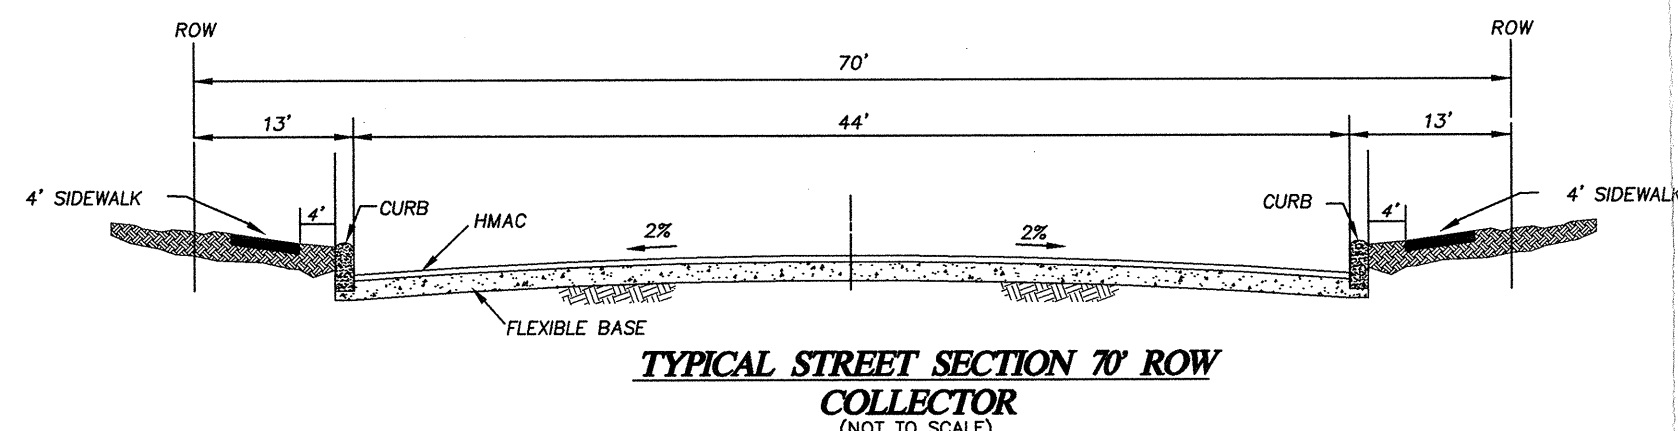 ROW
ROW
70'
13'
44'
13'
4' SIDEWALK
4'
CURB
HMAC
2%
2%
CURB
4'
4' SIDEWALK
FLEXIBLE BASE
TYPICAL STREET SECTION 70' ROW
COLLECTOR
(NOT TO SCALE)